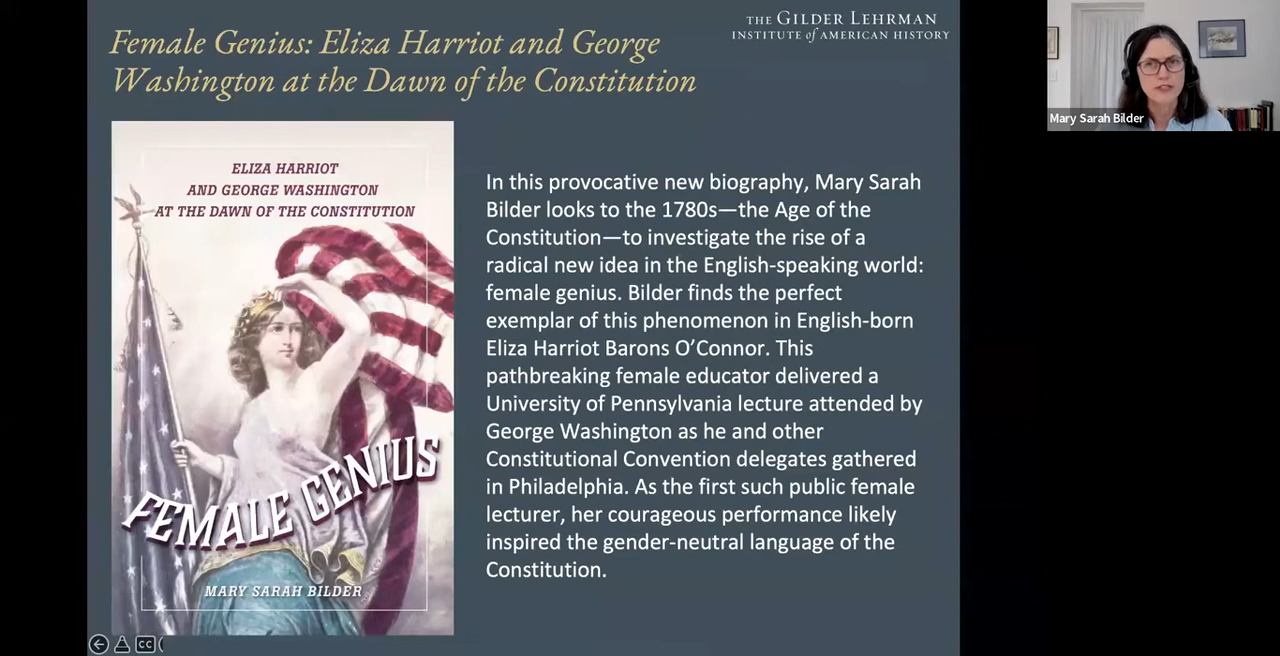 Female Genius: Eliza Harriot and George
Washington at the Dawn of the Constitution
THE GILDER LEHRMAN
INSTITUTE of AMERICAN HISTORY
Mary Sarah Bilder
ELIZA HARRIOT
AND GEORGE WASHINGTON
AT THE DAWN OF THE CONSTITUTION
FEMALE GENIUS
MARY SARAH BILDER
In this provocative new biography, Mary Sarah
Bilder looks to the 1780s—the Age of the
Constitution—to investigate the rise of a
radical new idea in the English-speaking world:
female genius. Bilder finds the perfect
exemplar of this phenomenon in English-born
Eliza Harriot Barons O’Connor. This
pathbreaking female educator delivered a
University of Pennsylvania lecture attended by
George Washington as he and other
Constitutional Convention delegates gathered
in Philadelphia. As the first such public female
lecturer, her courageous performance likely
inspired the gender-neutral language of the
Constitution.
CC